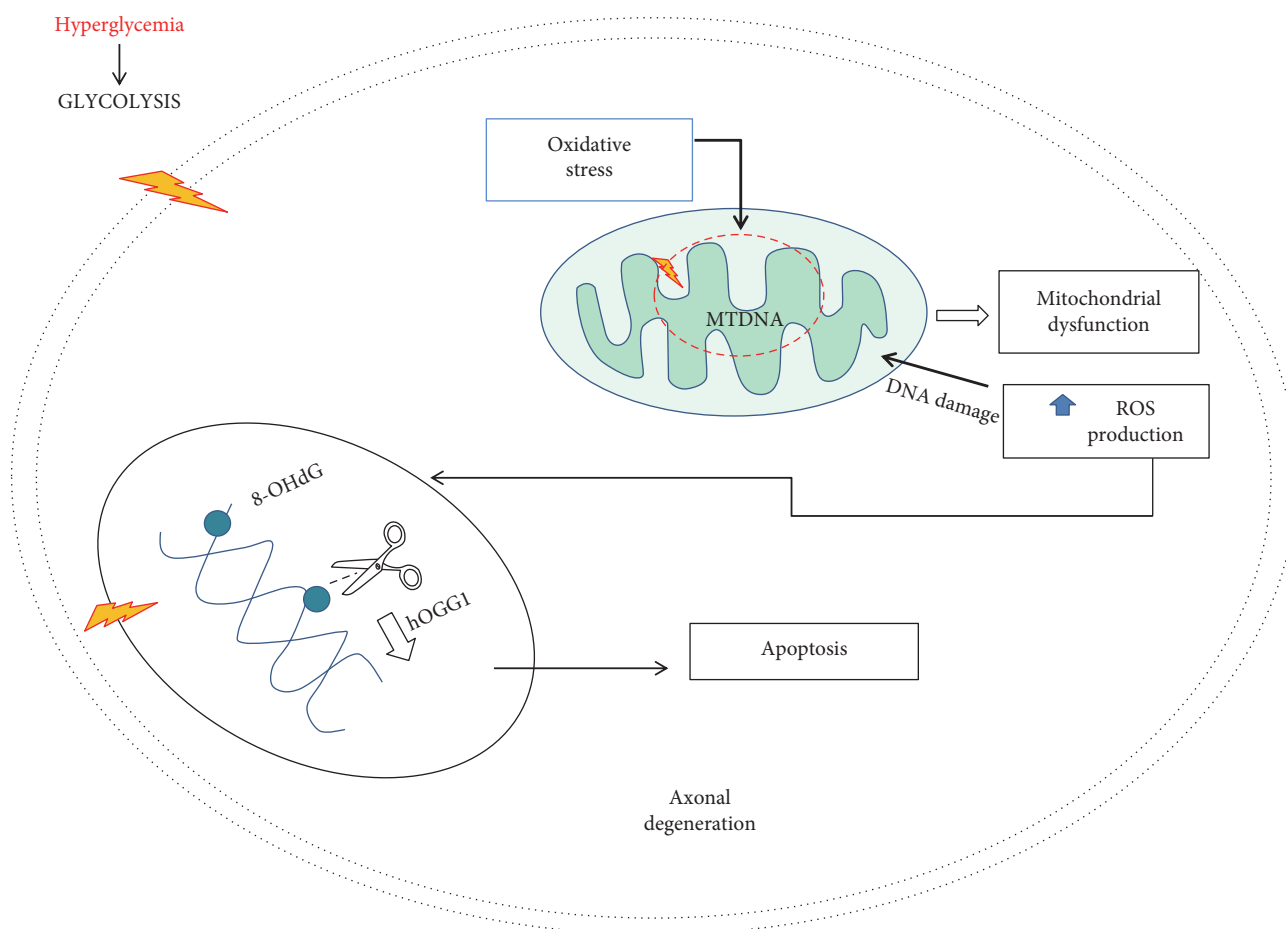 Hyperglycemia
GLYCOLYSIS
Oxidative
stress
MTDNA
Mitochondrial
dysfunction
DNA damage
ROS
production
8-OHdG
hOGG1
Apoptosis
Axonal
degeneration